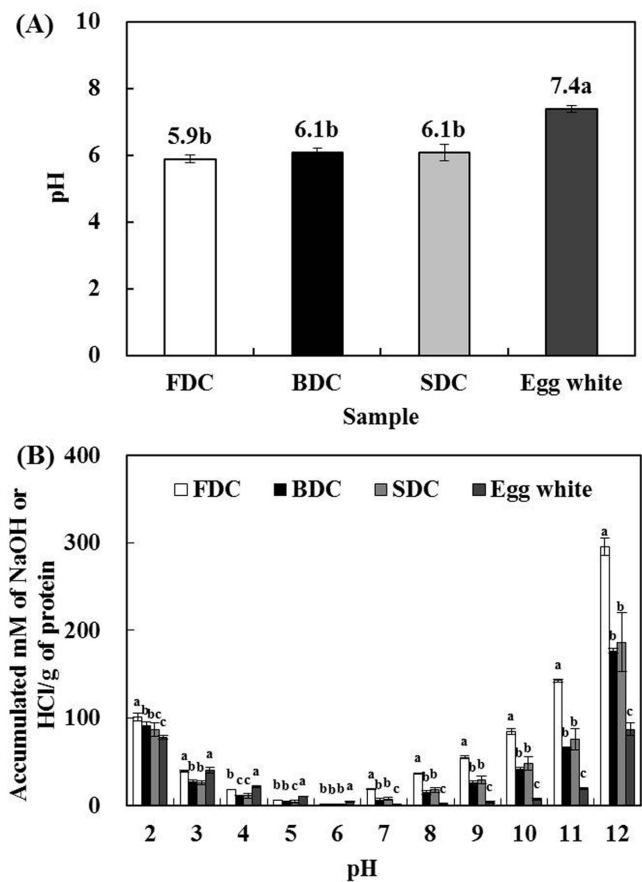 (A)
10
8
6
4
2
0
pH
5.9b
6.1b
6.1b
7.4a
FDC
BDC
SDC
Egg white
Sample
(B)
400
300
200
100
0
Accumulated mM of NaOH or
HCl/g of protein
FDC
BDC
SDC
Egg white
a b bc c
a b b a
b c c a
b b c a
b b b a
a b b c
a b b c
a b b c
a b b c
a b b c
a b b c
2
3
4
5
6
7
8
9
10
11
12
pH